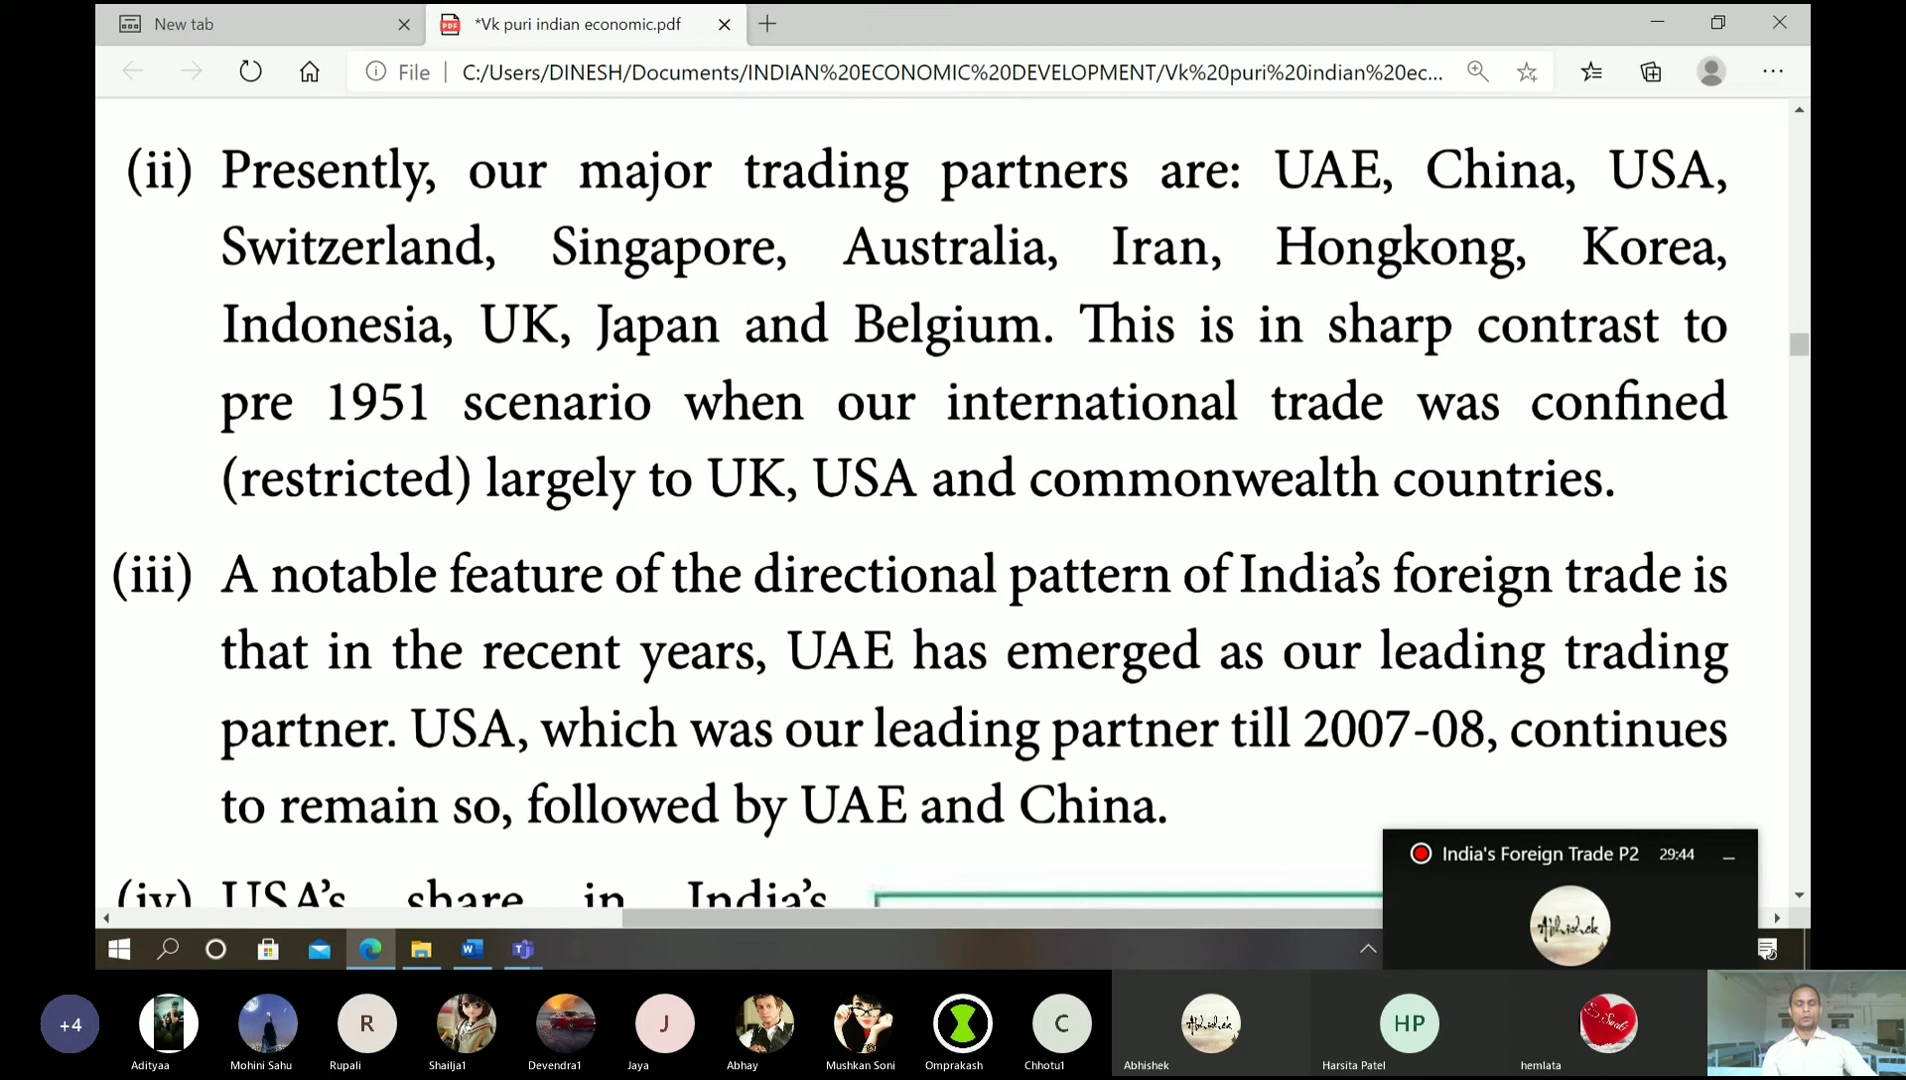 New tab
*Vk puri indian economic.pdf
File
C:/Users/DINESH/Documents/INDIAN%20ECONOMIC%20DEVELOPMENT/Vk%20puri%20indian%20ec...
(ii) Presently, our major trading partners are: UAE, China, USA,
Switzerland, Singapore, Australia, Iran, Hongkong, Korea,
Indonesia, UK, Japan and Belgium. This is in sharp contrast to
pre 1951 scenario when our international trade was confined
(restricted) largely to UK, USA and commonwealth countries.
(iii) A notable feature of the directional pattern of India's foreign trade is
that in the recent years, UAE has emerged as our leading trading
partner. USA, which was our leading partner till 2007-08, continues
to remain so, followed by UAE and China.
(iv) USA's share in India's
India's Foreign Trade P2 29:44
Abhishek
+4
R
J
C
Abhishek
HP
Adityaa
Mohini Sahu
Rupali
Shailja1
Devendra1
Jaya
Abhay
Mushkan Soni
Omprakash
Chhotu1
Abhishek
Harsita Patel
hemlata